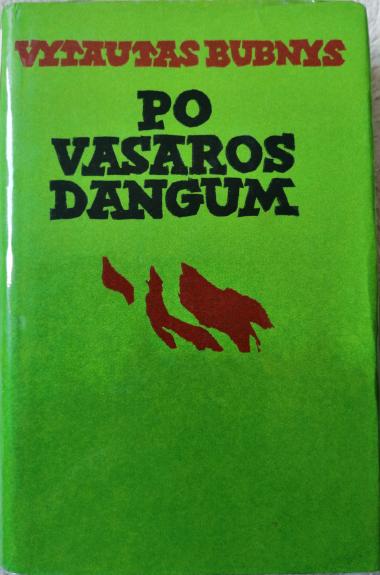 VYTAUTAS BUBNYS
PO
VASAROS
DANGUM